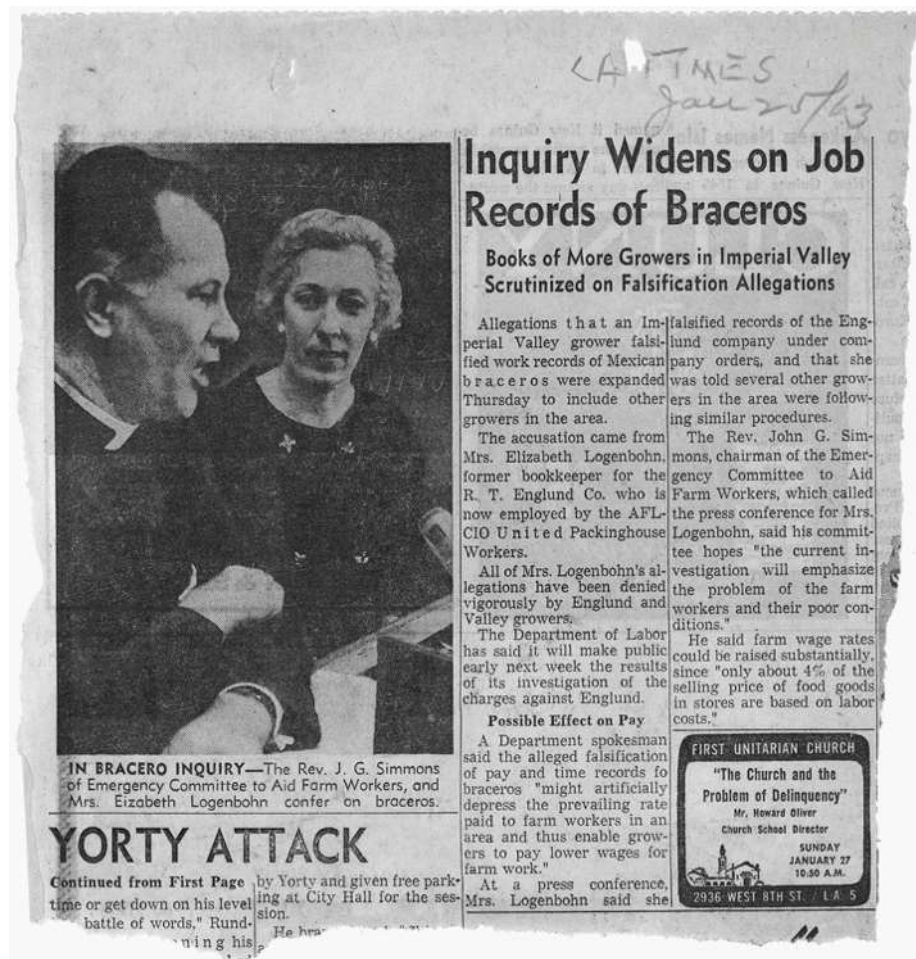 LA TIMES
Jan 25/63
Inquiry Widens on Job
Records of Braceros
Books of More Growers in Imperial Valley
Scrutinized on Falsification Allegations
Allegations that an Im-
perial Valley grower falsi-
fied work records of Mexican
braceros were expanded
Thursday to include other
growers in the area.
The accusation came from
Mrs. Elizabeth Logenbohn,
former bookkeeper for the
R. T. Englund Co. who is
now employed by the AFL-
CIO United Packinghouse
Workers.
All of Mrs. Logenbohn's al-
legations have been denied
vigorously by Englund and
Valley growers.
The Department of Labor
has said it will make public
early next week the results
of its investigation of the
charges against Englund.
Possible Effect on Pay
A Department spokesman
said the alleged falsification
of pay and time records fo
braceros "might artificially
depress the prevailing rate
paid to farm workers in an
area and thus enable grow-
ers to pay lower wages for
farm work."
At a press conference,
Mrs. Logenbohn said she
falsified records of the Eng-
lund company under com-
pany orders, and that she
was told several other grow-
ers in the area were follow-
ing similar procedures.
The Rev. John G. Sim-
mons, chairman of the Emer-
gency Committee to Aid
Farm Workers, which called
the press conference for Mrs.
Logenbohn, said his commit-
tee hopes "the current in-
vestigation will emphasize
the problem of the farm
workers and their poor con-
ditions."
He said farm wage rates
could be raised substantially,
since "only about 4% of the
selling price of food goods
in stores are based on labor
costs."
IN BRACERO INQUIRY—The Rev. J. G. Simmons
of Emergency Committee to Aid Farm Workers, and
Mrs. Eizabeth Logenbohn confer on braceros.
YORTY ATTACK
Continued from First Page
time or get down on his level
battle of words," Rund-
ning his
by Yorty and given free park-
ing at City Hall for the ses-
sion.
He
FIRST UNITARIAN CHURCH
"The Church and the
Problem of Delinquency"
Mr. Howard Oliver
Church School Director
SUNDAY
JANUARY 27
10:50 A.M.
2936 WEST 8TH ST. / L.A. 5